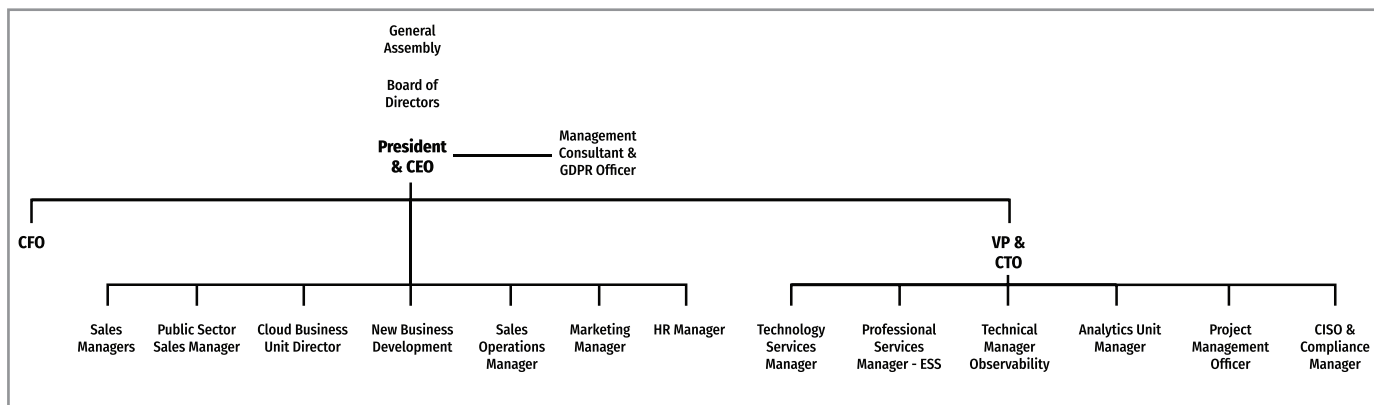 General
Assembly
Board of
Directors
President
& CEO
Management
Consultant &
GDPR Officer
CFO
VP &
CTO
Sales
Managers
Public Sector
Sales Manager
Cloud Business
Unit Director
New Business
Development
Sales
Operations
Manager
Marketing
Manager
HR Manager
Technology
Services
Manager
Professional
Services
Manager - ESS
Technical
Manager
Observability
Analytics Unit
Manager
Project
Management
Officer
CISO &
Compliance
Manager